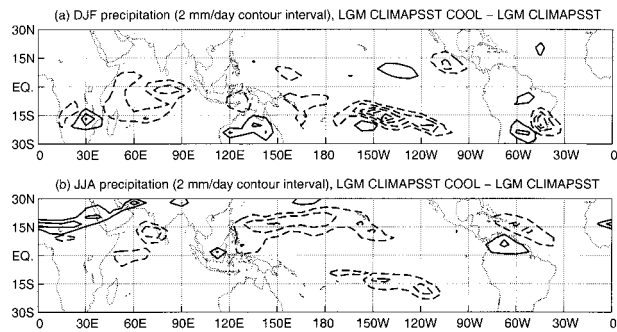 (a) DJF precipitation (2 mm/day contour interval), LGM CLIMAPSST COOL – LGM CLIMAPSST
30N
15N
EQ.
15S
30S
0 30E 60E 90E 120E 150E 180E 150W 120W 90W 60W 30W 0
(b) JJA precipitation (2 mm/day contour interval), LGM CLIMAPSST COOL – LGM CLIMAPSST
30N
15N
EQ.
15S
30S
0 30E 60E 90E 120E 150E 180E 150W 120W 90W 60W 30W 0